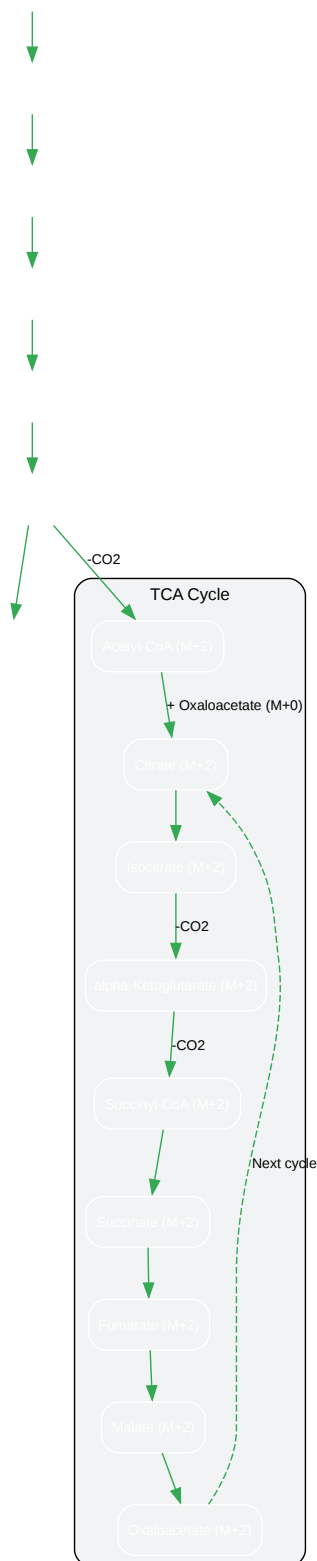 -CO2
TCA Cycle
Acetyl-CoA (M+2)
+ Oxaloacetate (M+0)
Citrate (M+2)
Isocitrate (M+2)
-CO2
alpha-Ketoglutarate (M+2)
-CO2
Succinyl-CoA (M+2)
Next cycle
Succinate (M+2)
Fumarate (M+2)
Malate (M+2)
Oxaloacetate (M+2)